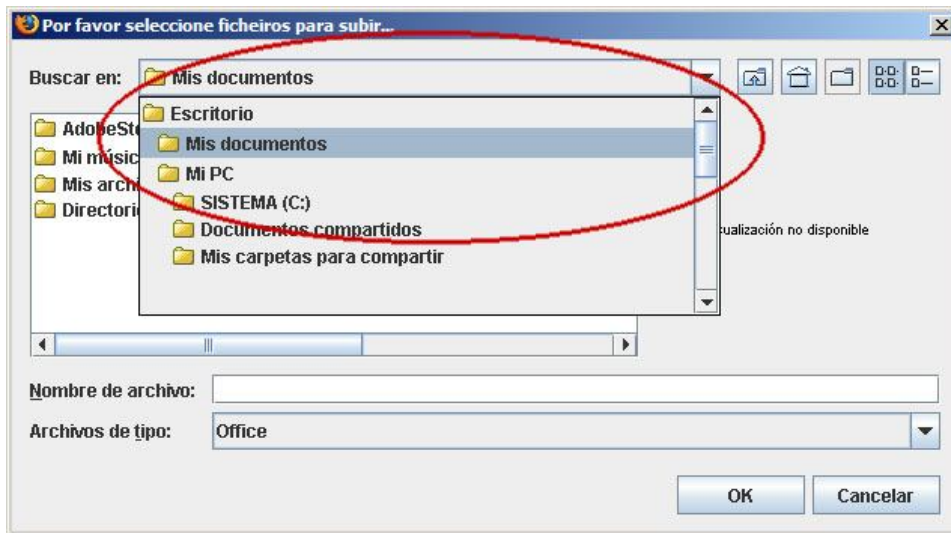 Por favor seleccione ficheiros para subir...
Buscar en: Mis documentos
Escritorio
Mis documentos
Mi PC
SISTEMA (C:)
Documentos compartidos
Mis carpetas para compartir
AdobeSt
Mi músic
Mis archi
Directori
ualización no disponible
Nombre de archivo:
Archivos de tipo: Office
OK Cancelar